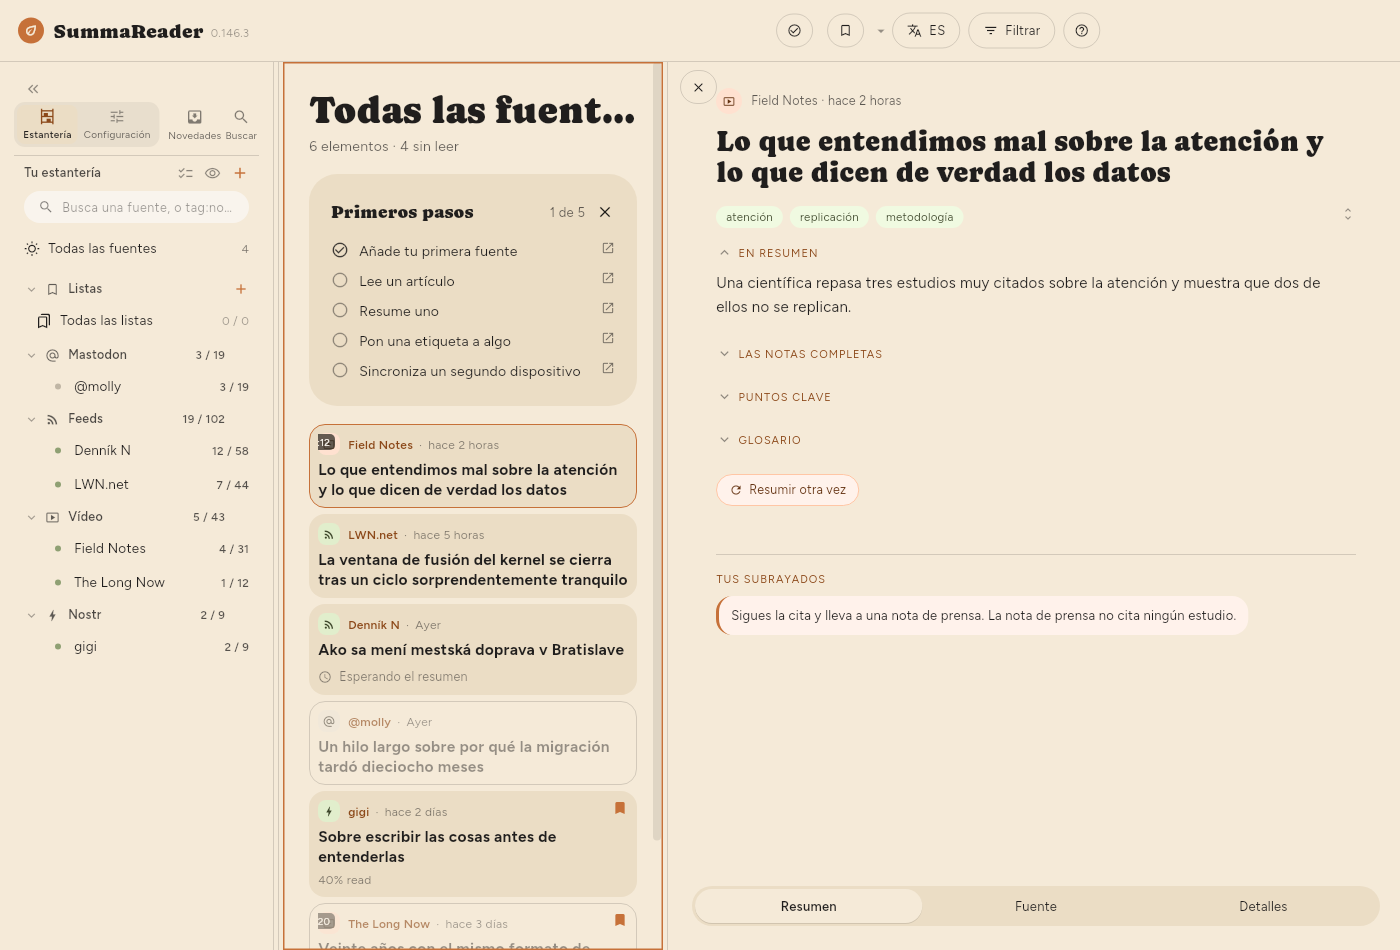 SummaReader 0.146.3
ES
Filtrar
Estantería
Configuración
Novedades
Buscar
Tu estantería
Busca una fuente, o tag:no...
Todas las fuentes 4
Listas
Todas las listas 0 / 0
Mastodon 3 / 19
@molly 3 / 19
Feeds 19 / 102
Denník N 12 / 58
LWN.net 7 / 44
Vídeo 5 / 43
Field Notes 4 / 31
The Long Now 1 / 12
Nostr 2 / 9
gigi 2 / 9
Todas las fuent...
6 elementos · 4 sin leer
Primeros pasos 1 de 5
Añade tu primera fuente
Lee un artículo
Resume uno
Pon una etiqueta a algo
Sincroniza un segundo dispositivo
:12 Field Notes · hace 2 horas
Lo que entendimos mal sobre la atención
y lo que dicen de verdad los datos
LWN.net · hace 5 horas
La ventana de fusión del kernel se cierra
tras un ciclo sorprendentemente tranquilo
Denník N · Ayer
Ako sa mení mestská doprava v Bratislave
Esperando el resumen
@molly · Ayer
Un hilo largo sobre por qué la migración
tardó dieciocho meses
gigi · hace 2 días
Sobre escribir las cosas antes de
entenderlas
40% read
20 The Long Now · hace 3 días
Veinte años con el mismo formato de
Field Notes · hace 2 horas
Lo que entendimos mal sobre la atención y
lo que dicen de verdad los datos
atención
replicación
metodología
EN RESUMEN
Una científica repasa tres estudios muy citados sobre la atención y muestra que dos de
ellos no se replican.
LAS NOTAS COMPLETAS
PUNTOS CLAVE
GLOSARIO
Resumir otra vez
TUS SUBRAYADOS
Sigues la cita y lleva a una nota de prensa. La nota de prensa no cita ningún estudio.
Resumen
Fuente
Detalles